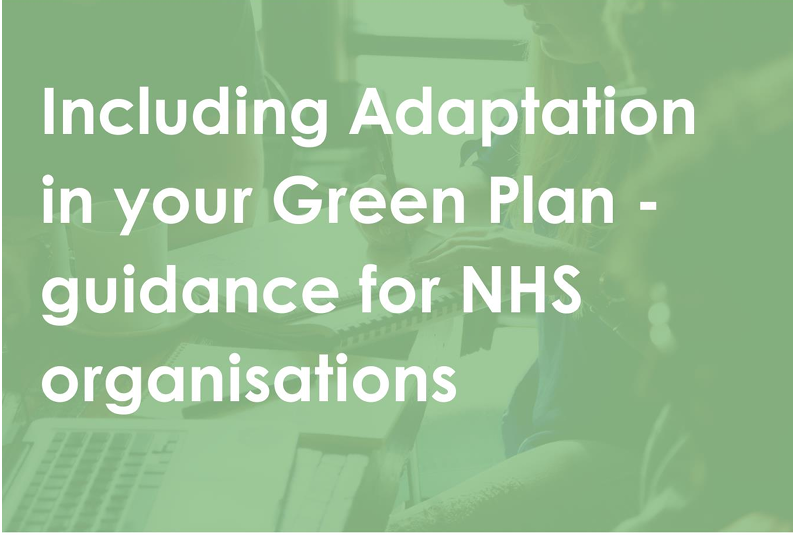 Including Adaptation
in your Green Plan -
guidance for NHS
organisations